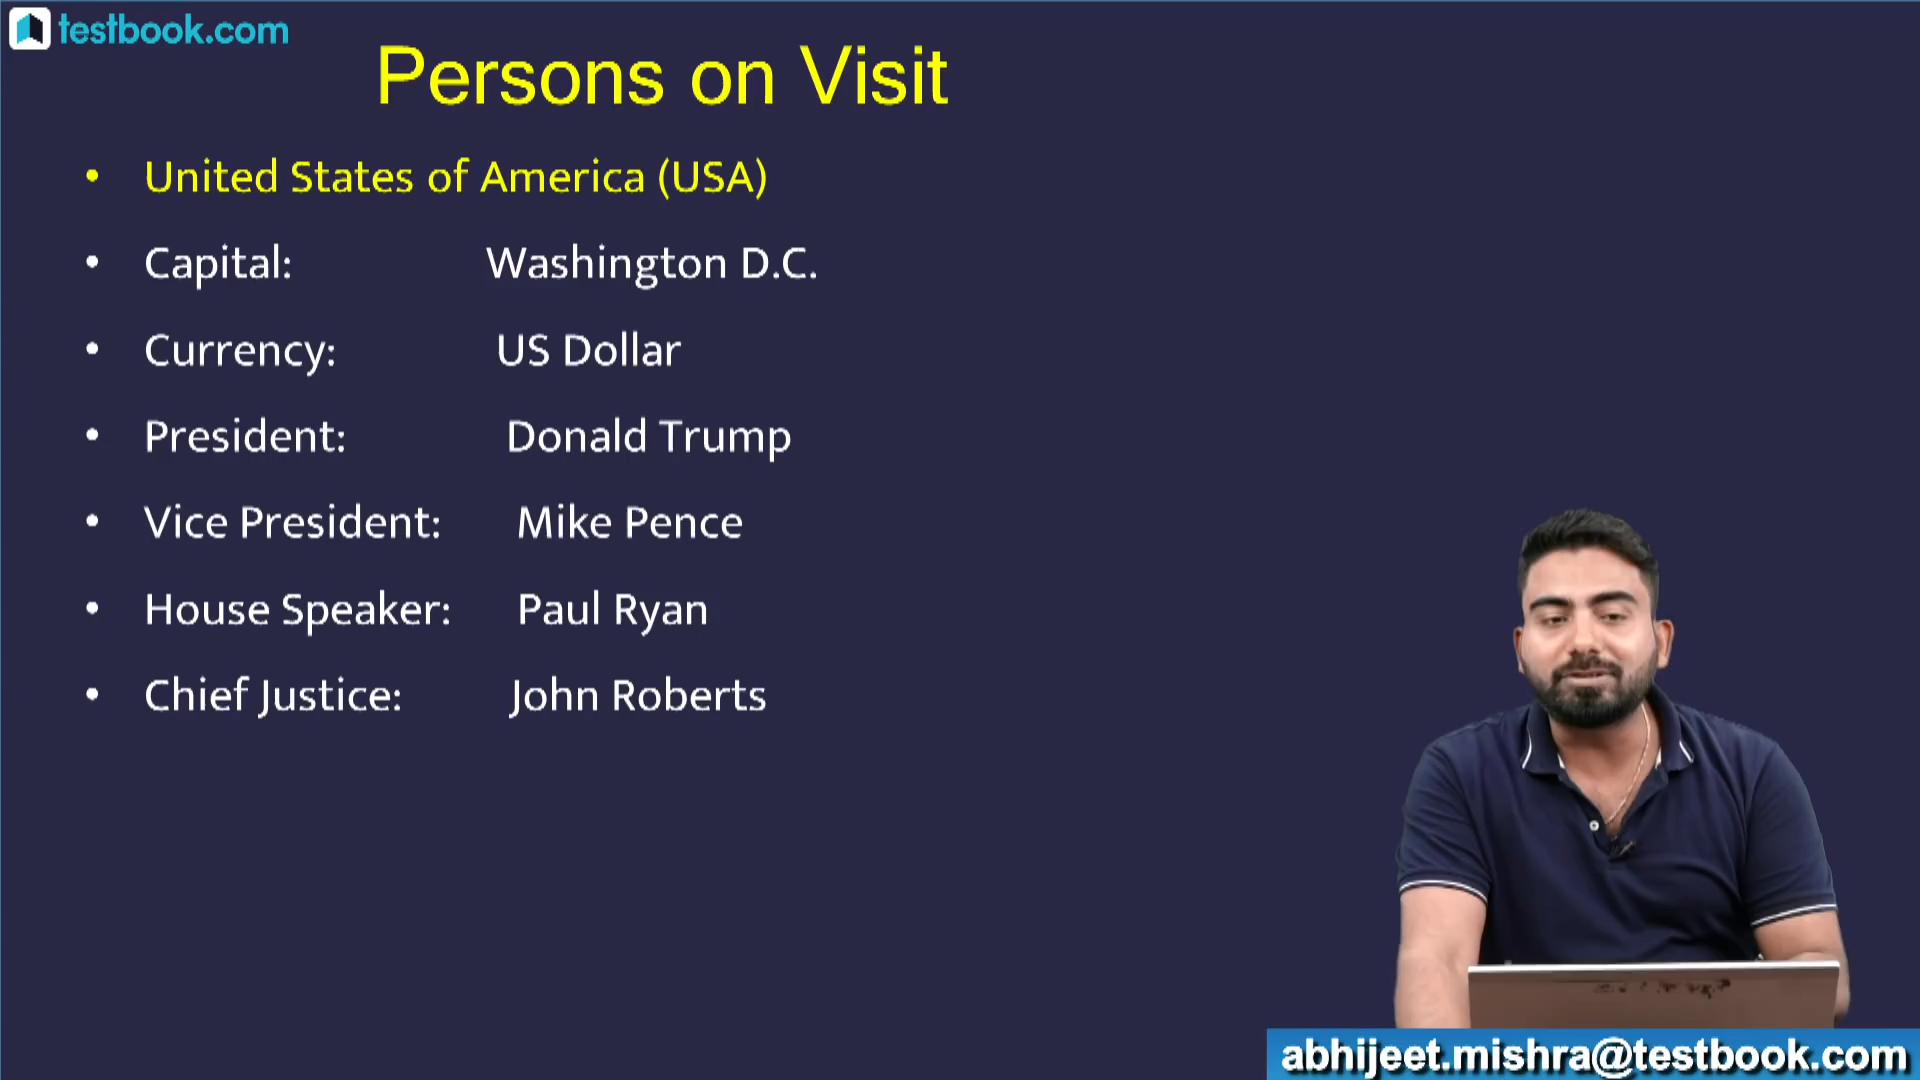 testbook.com
Persons on Visit
• United States of America (USA)
• Capital: Washington D.C.
• Currency: US Dollar
• President: Donald Trump
• Vice President: Mike Pence
• House Speaker: Paul Ryan
• Chief Justice: John Roberts
abhijeet.mishra@testbook.com